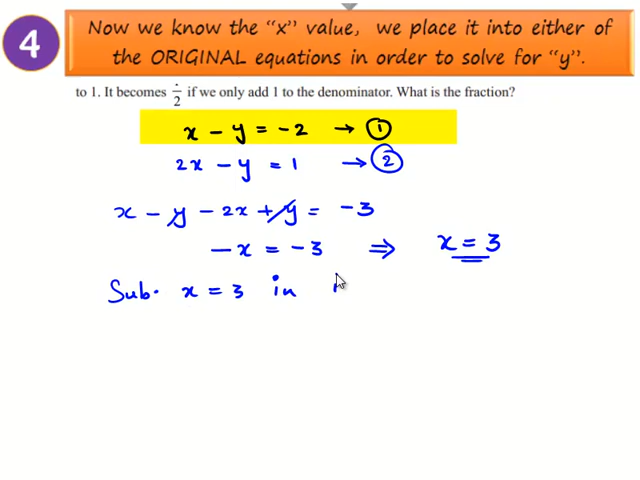 4
Now we know the "x" value, we place it into either of
the ORIGINAL equations in order to solve for "y".
to 1. It becomes 1/2 if we only add 1 to the denominator. What is the fraction?
x - y = -2 → ①
2x - y = 1 → ②
x - y - 2x + y = -3
-x = -3 ⇒ x = 3
Sub. x = 3 in